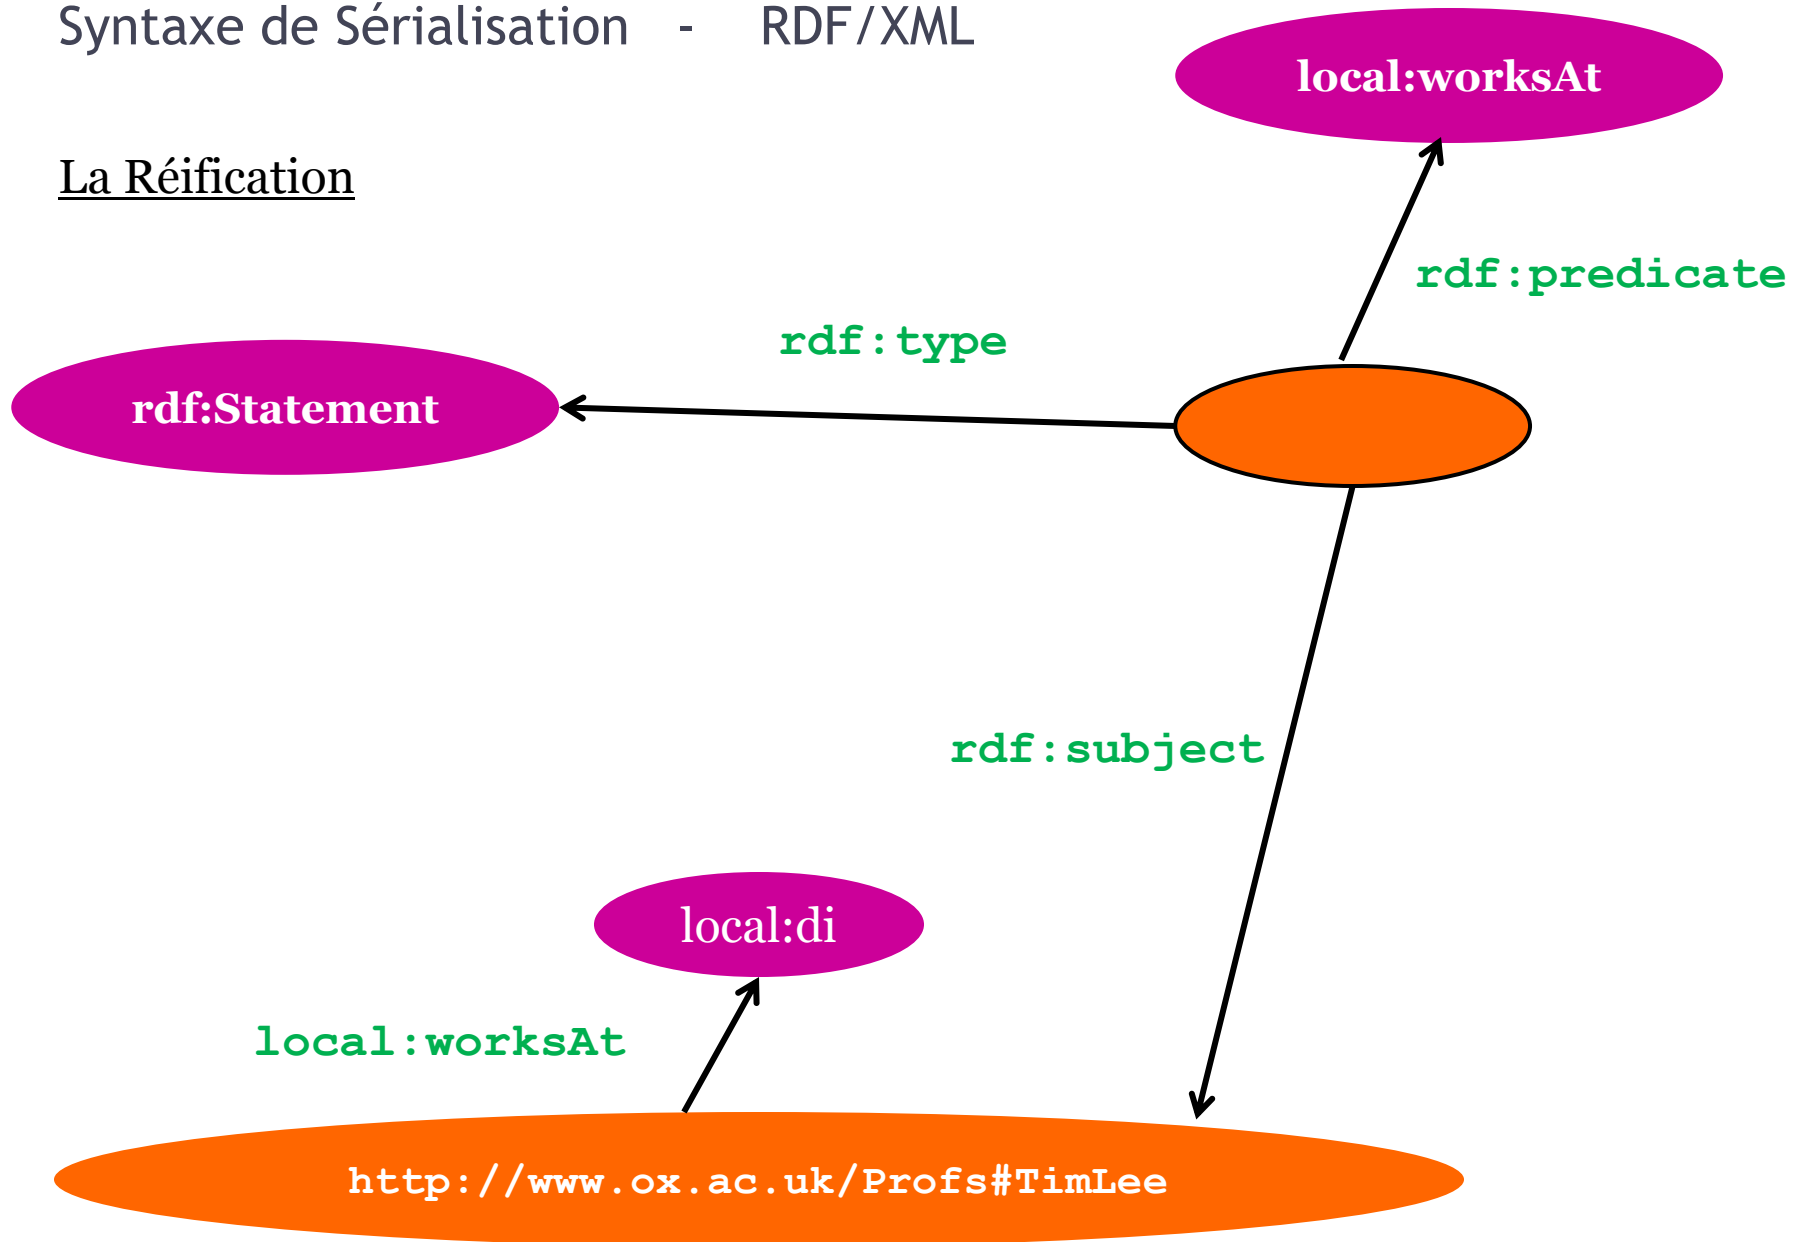 Syntaxe de Sérialisation - RDF/XML
local:worksAt
La Réification
rdf:predicate
rdf:type
rdf:Statement
rdf:subject
local:di
local:worksAt
http://www.ox.ac.uk/Profs#TimLee